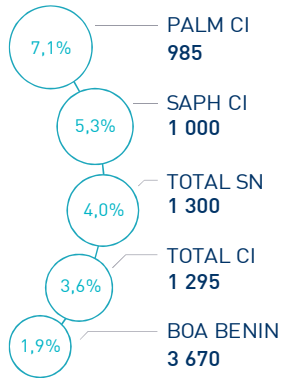 7,1%
PALM CI
985
5,3%
SAPH CI
1 000
4,0%
TOTAL SN
1 300
3,6%
TOTAL CI
1 295
1,9%
BOA BENIN
3 670